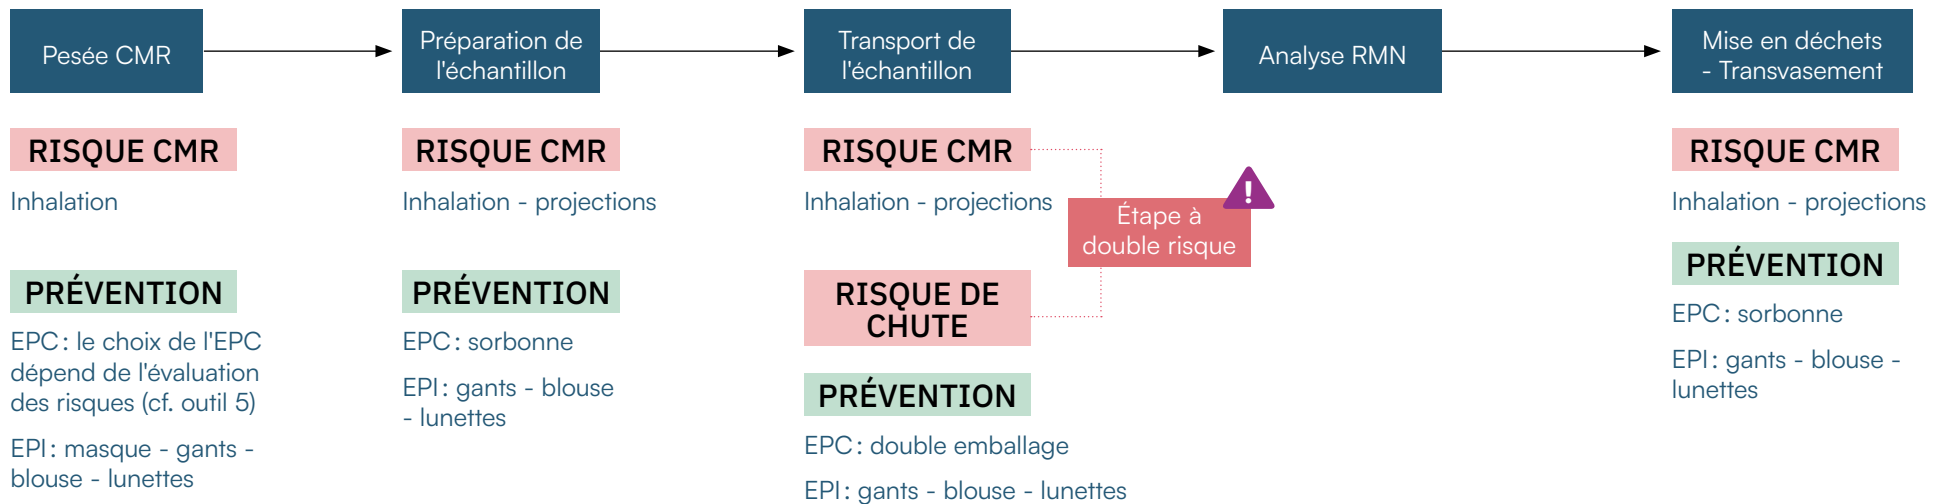 Pesée CMR
Préparation de
l'échantillon
Transport de
l'échantillon
Analyse RMN
Mise en déchets
- Transvasement
RISQUE CMR
Inhalation
PRÉVENTION
EPC : le choix de l'EPC
dépend de l'évaluation
des risques (cf. outil 5)
EPI : masque - gants -
blouse - lunettes
RISQUE CMR
Inhalation - projections
PRÉVENTION
EPC : sorbonne
EPI : gants - blouse
- lunettes
RISQUE CMR
Inhalation - projections
!
Étape à
double risque
RISQUE DE
CHUTE
PRÉVENTION
EPC : double emballage
EPI : gants - blouse - lunettes
RISQUE CMR
Inhalation - projections
PRÉVENTION
EPC : sorbonne
EPI : gants - blouse -
lunettes